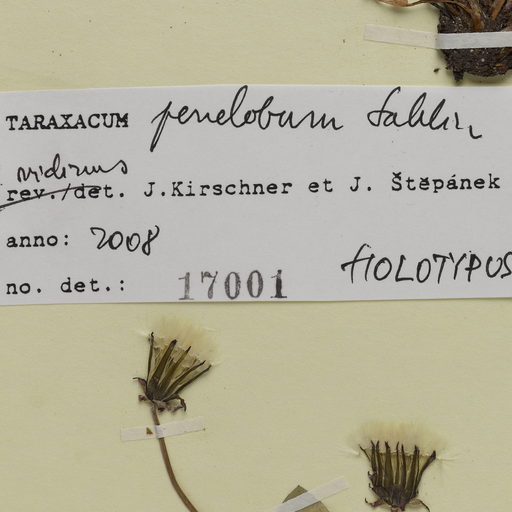 TARAXACUM penelobum Sahlin
vidimus
rev./det. J.Kirschner et J. Štěpánek
anno: 2008
no. det.: 17001 HOLOTYPUS